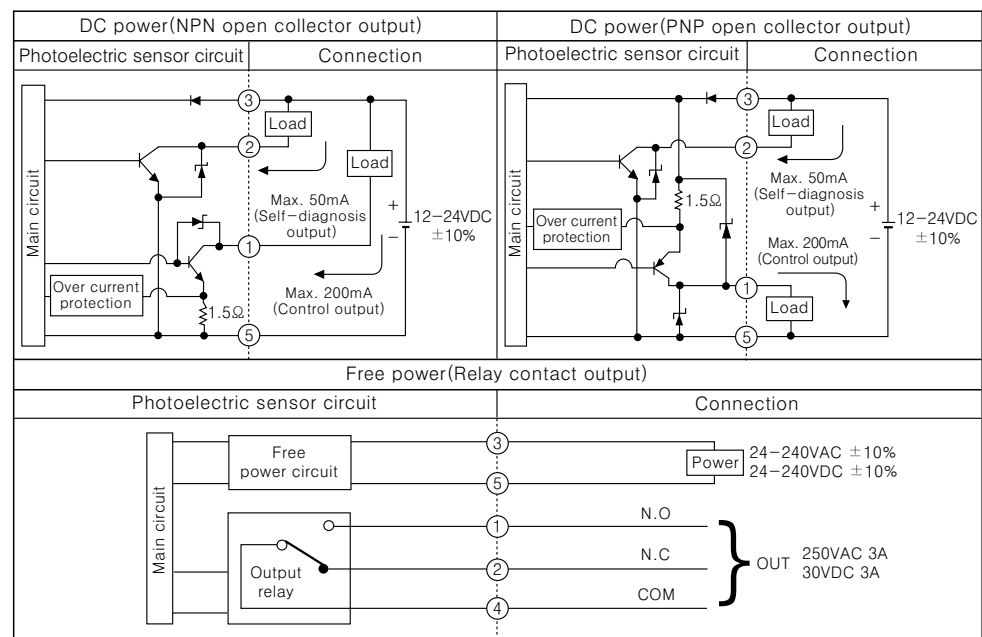 DC power(NPN open collector output)
Photoelectric sensor circuit
Connection
Main circuit
3
Load
2
Load
Max. 50mA
(Self-diagnosis
output)
+
12-24VDC
−
±10%
1
Over current
protection
Max. 200mA
(Control output)
1.5Ω
5
DC power(PNP open collector output)
Photoelectric sensor circuit
Connection
Main circuit
3
Load
2
Max. 50mA
(Self-diagnosis
output)
1.5Ω
Over current
protection
+
12-24VDC
−
±10%
Max. 200mA
(Control output)
1
Load
5
Free power(Relay contact output)
Photoelectric sensor circuit
Connection
Main circuit
Free
power circuit
3
Power
24-240VAC ±10%
24-240VDC ±10%
5
1
N.O
2
N.C
Output
relay
OUT
250VAC 3A
30VDC 3A
4
COM